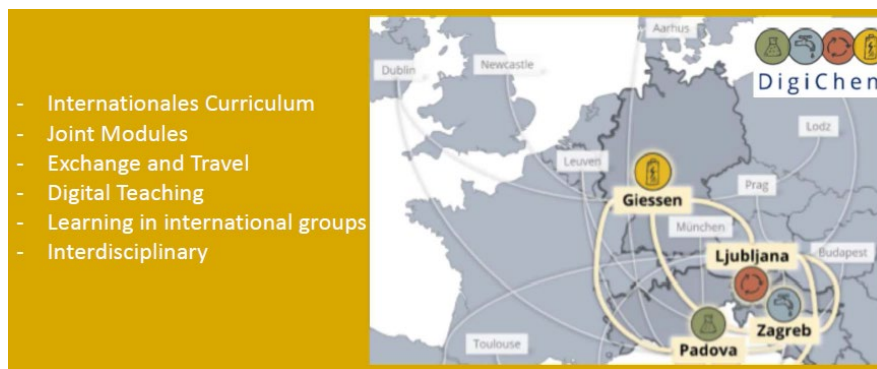 - Internationales Curriculum
- Joint Modules
- Exchange and Travel
- Digital Teaching
- Learning in international groups
- Interdisciplinary
Aarhus
DigiChem
Dublin
Newcastle
Lodz
Leuven
Prag
Giessen
München
Ljubljana
Budapest
Zagreb
Toulouse
Padova